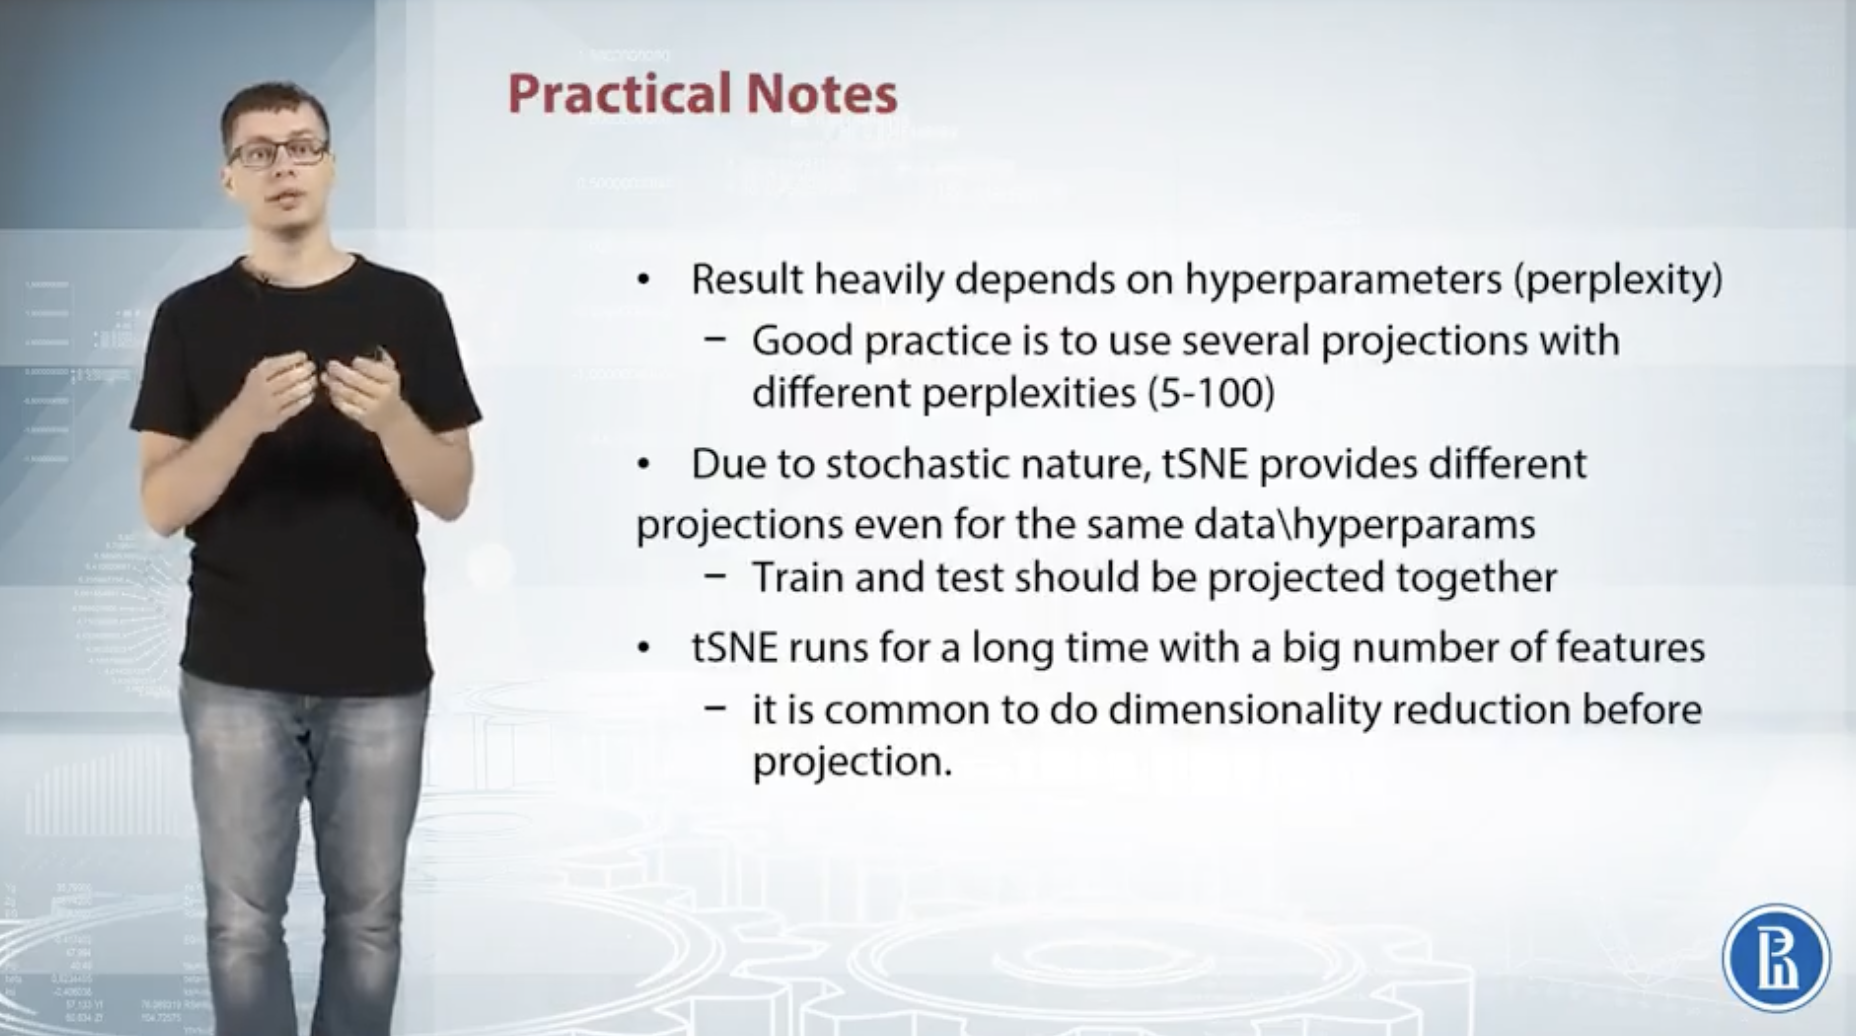 Practical Notes
• Result heavily depends on hyperparameters (perplexity)
– Good practice is to use several projections with
different perplexities (5-100)
• Due to stochastic nature, tSNE provides different
projections even for the same data\hyperparams
– Train and test should be projected together
• tSNE runs for a long time with a big number of features
– it is common to do dimensionality reduction before
projection.